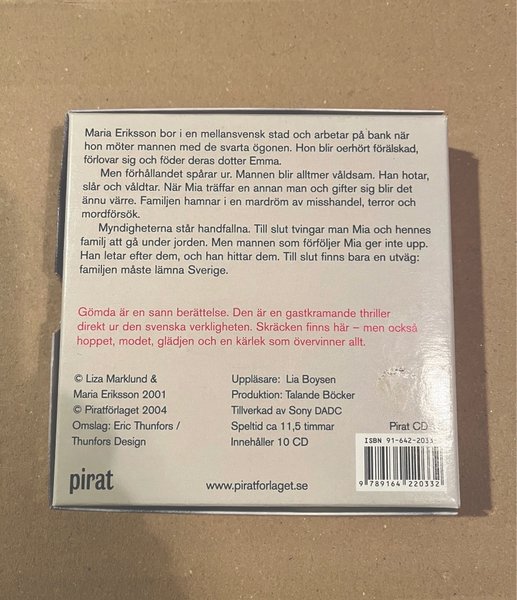 Maria Eriksson bor i en mellansvensk stad och arbetar på bank när
hon möter mannen med de svarta ögonen. Hon blir oerhört förälskad,
förlovar sig och föder deras dotter Emma.
Men förhållandet spårar ur. Mannen blir alltmer våldsam. Han hotar,
slår och våldtar. När Mia träffar en annan man och gifter sig blir det
ännu värre. Familjen hamnar i en mardröm av misshandel, terror och
mordförsök.
Myndigheterna står handfallna. Till slut tvingar man Mia och hennes
familj att gå under jorden. Men mannen som förföljer Mia ger inte upp.
Han letar efter dem, och han hittar dem. Till slut finns bara en utväg:
familjen måste lämna Sverige.
Gömda är en sann berättelse. Den är en gastkramande thriller
direkt ur den svenska verkligheten. Skräcken finns här – men också
hoppet, modet, glädjen och en kärlek som övervinner allt.
© Liza Marklund &
Maria Eriksson 2001
© Piratförlaget 2004
Omslag: Eric Thunfors /
Thunfors Design
Uppläsare: Lia Boysen
Produktion: Talande Böcker
Tillverkad av Sony DADC
Speltid ca 11,5 timmar
Innehåller 10 CD
Pirat CD
ISBN 91-642-2033
9 789164 220332
pirat
www.piratforlaget.se